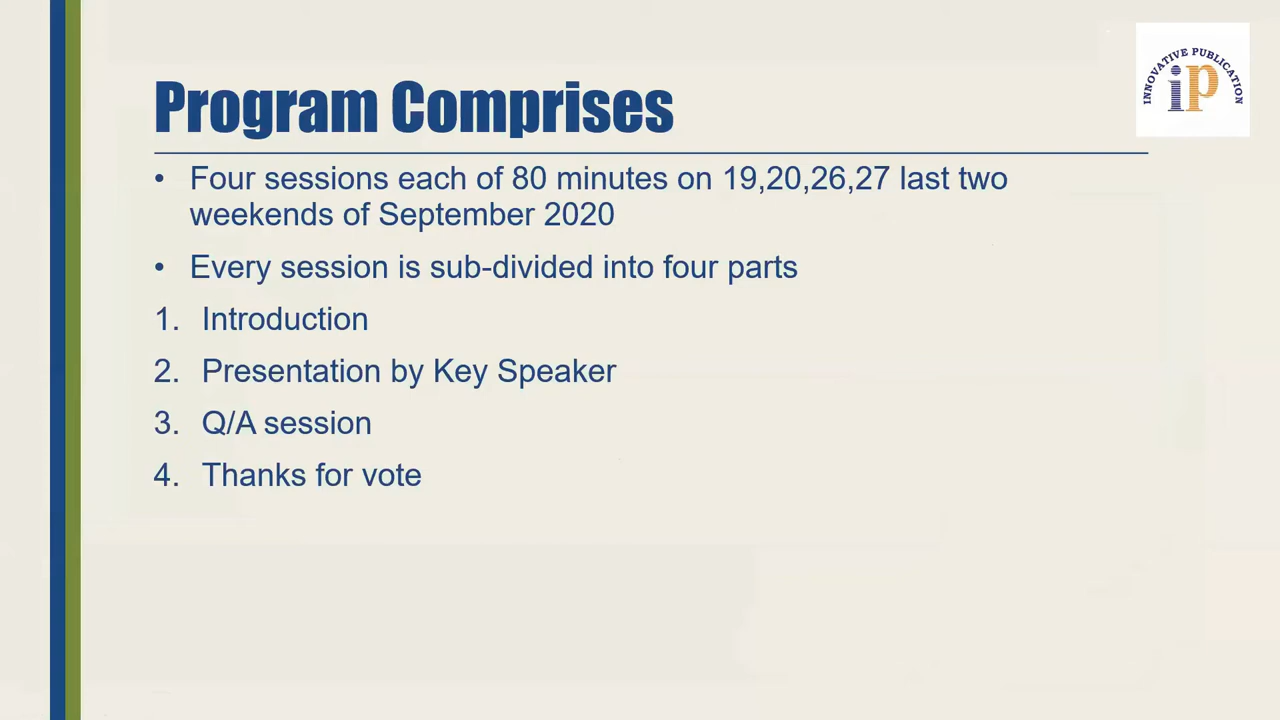 INNOVATIVE PUBLICATION
ip
Program Comprises
• Four sessions each of 80 minutes on 19,20,26,27 last two
weekends of September 2020
• Every session is sub-divided into four parts
1. Introduction
2. Presentation by Key Speaker
3. Q/A session
4. Thanks for vote